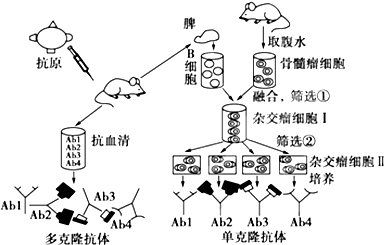 抗原
脾
B细胞
取腹水
骨髓瘤细胞
融合，筛选①
杂交瘤细胞Ⅰ
筛选②
杂交瘤细胞Ⅱ
培养
抗血清
Ab1
Ab2
Ab3
Ab4
Ab1
Ab2
Ab3
Ab4
多克隆抗体
Ab1
Ab2
Ab3
Ab4
单克隆抗体